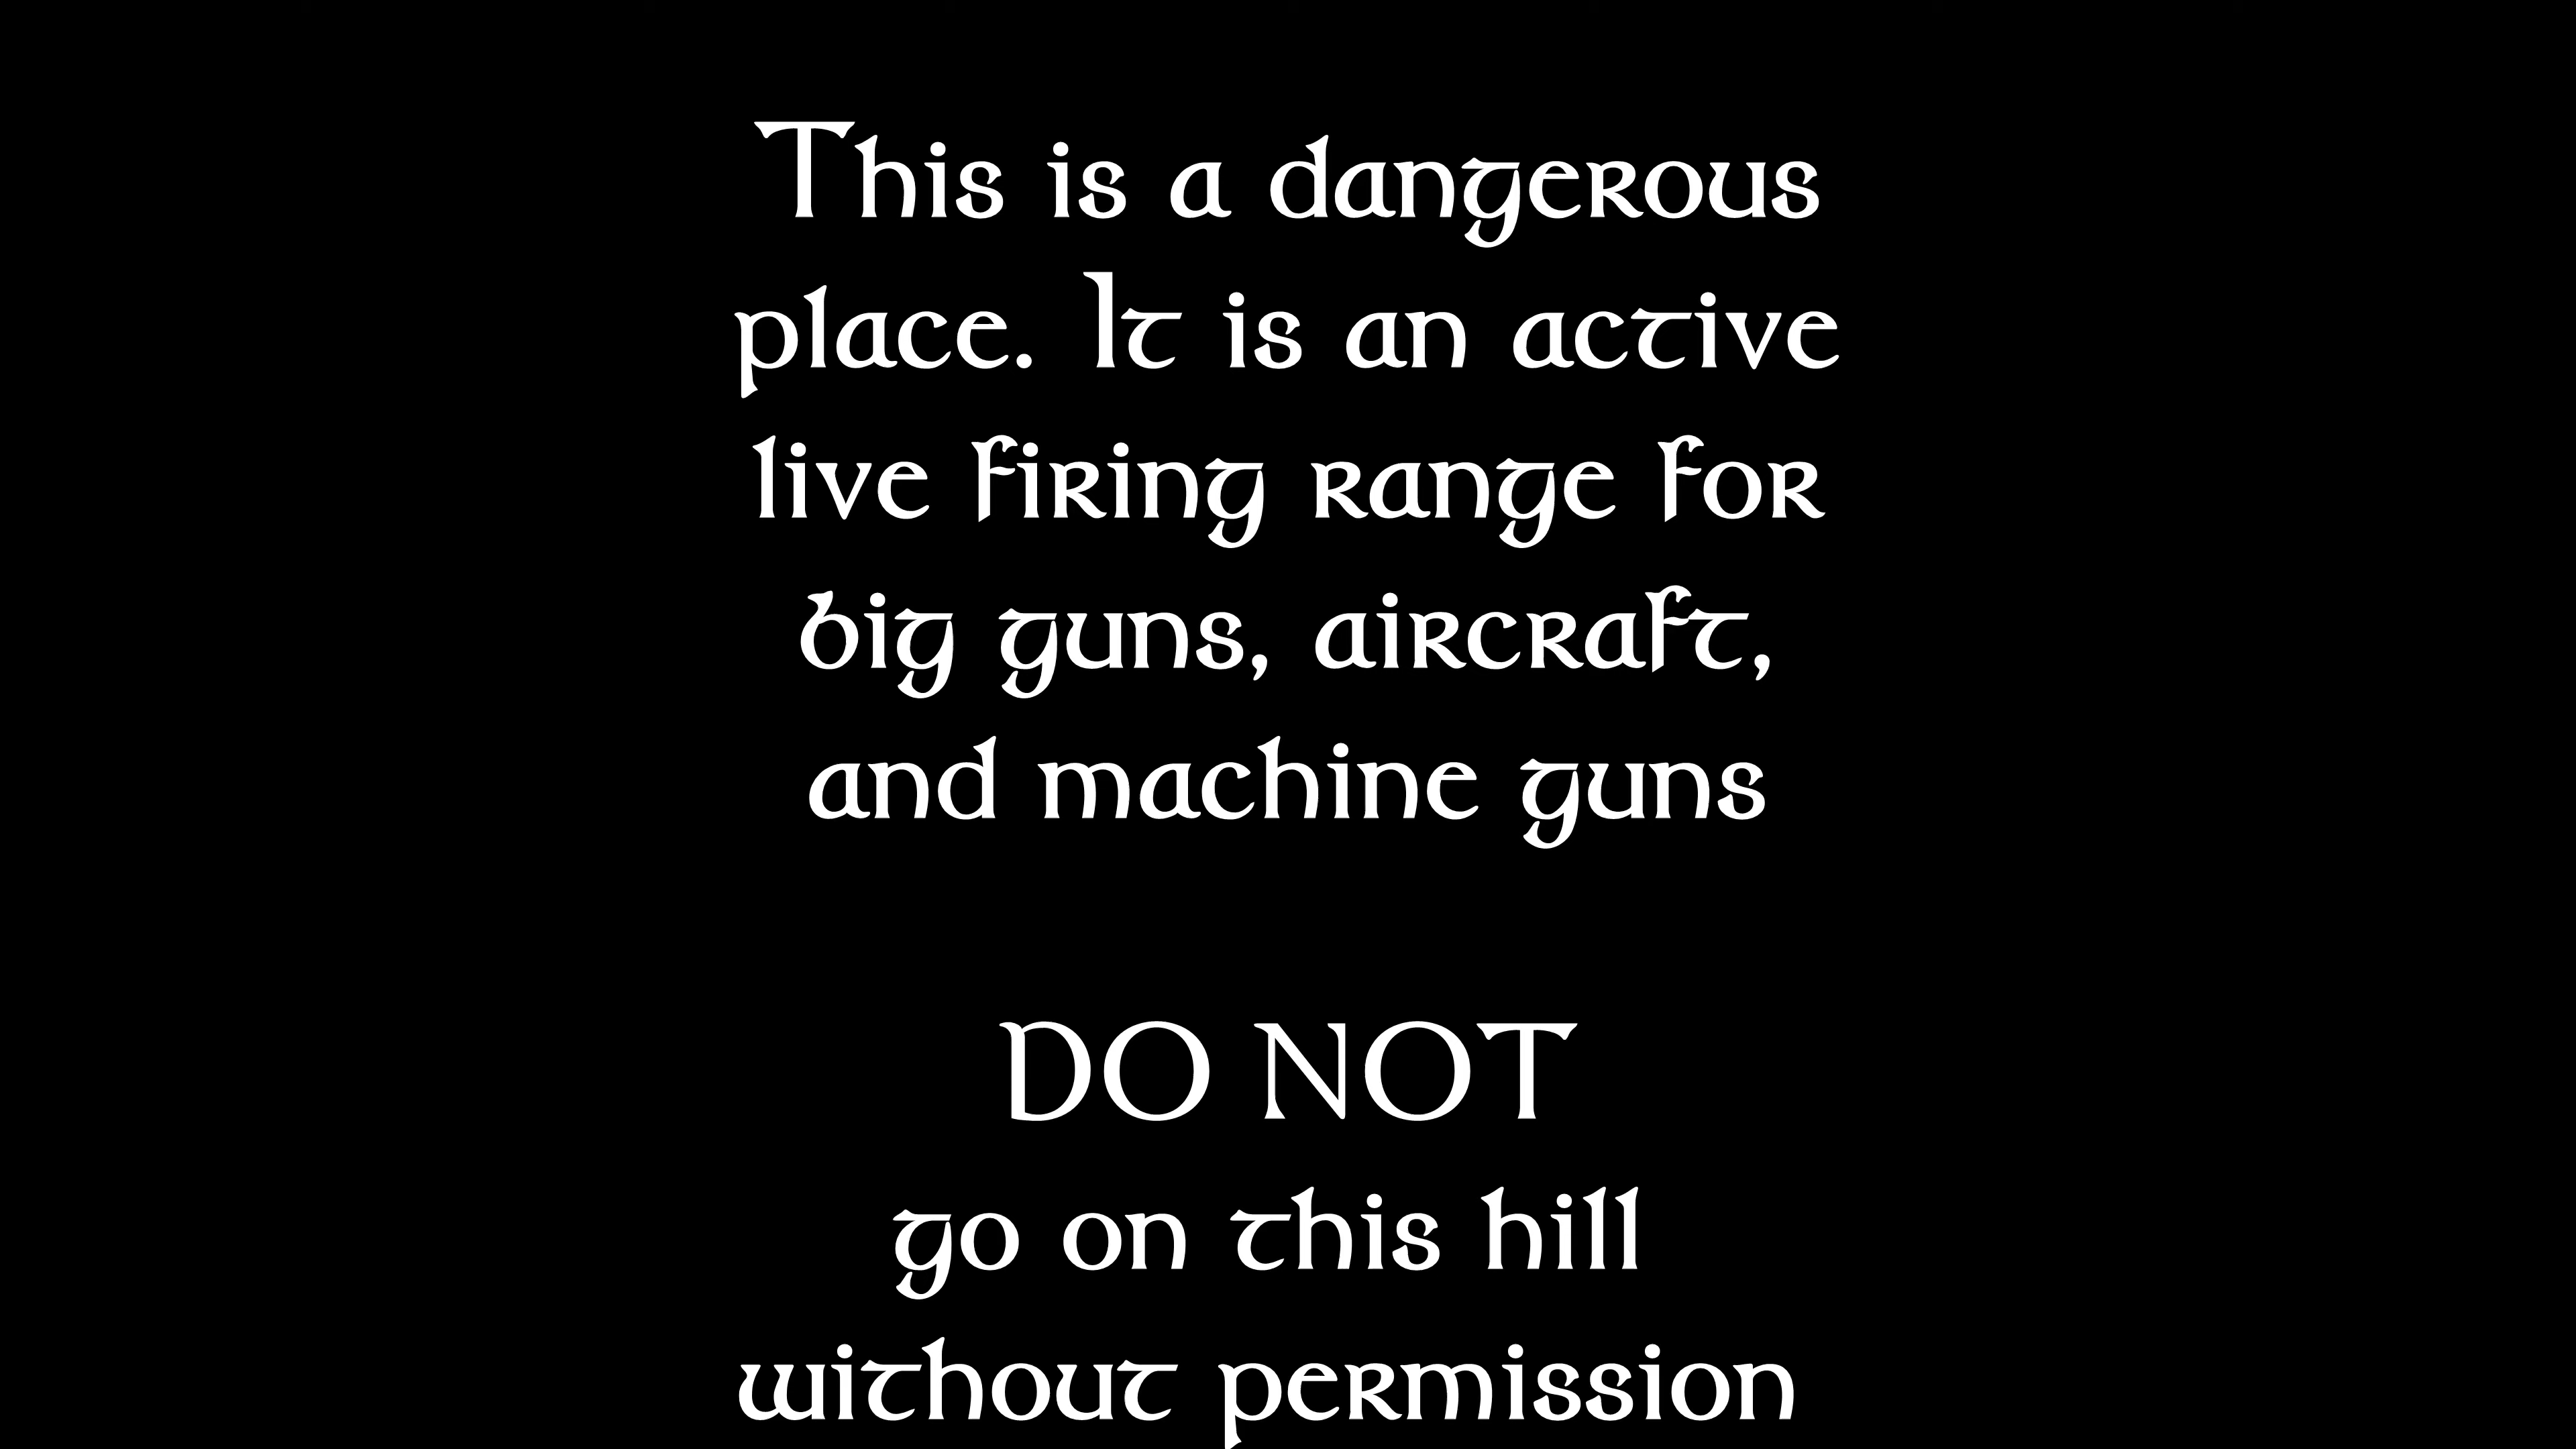 This is a dangerous
place. It is an active
live firing range for
big guns, aircraft,
and machine guns
DO NOT
go on this hill
without permission